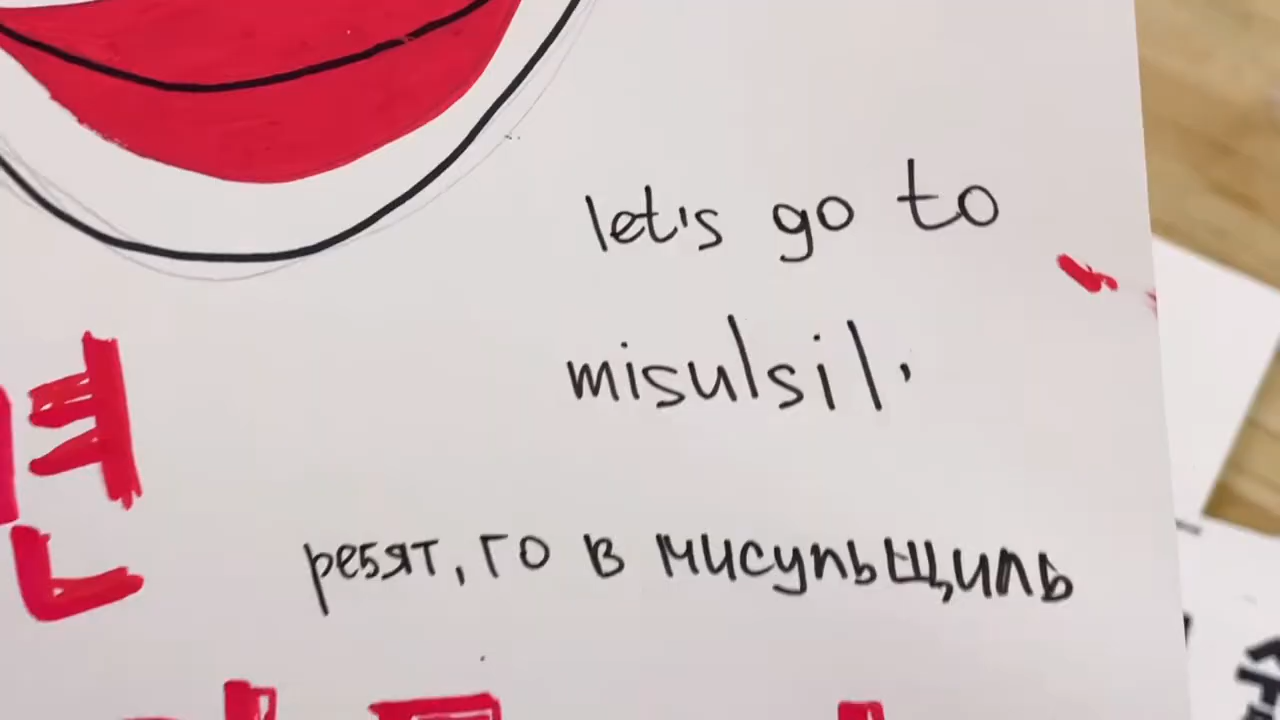 let's go to
misulsil.
ребят, го в мисульщиль